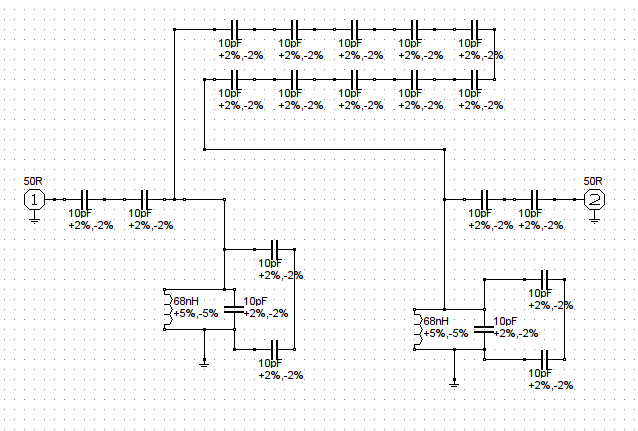 10pF 10pF 10pF 10pF 10pF
+2%,-2% +2%,-2% +2%,-2% +2%,-2% +2%,-2%
10pF 10pF 10pF 10pF 10pF
+2%,-2% +2%,-2% +2%,-2% +2%,-2% +2%,-2%
50R 50R
1 2
10pF 10pF 10pF 10pF
+2%,-2% +2%,-2% +2%,-2% +2%,-2%
10pF
+2%,-2%
10pF
+2%,-2%
68nH 10pF
+5%,-5% +2%,-2%
68nH 10pF
+5%,-5% +2%,-2%
10pF
+2%,-2%
10pF
+2%,-2%